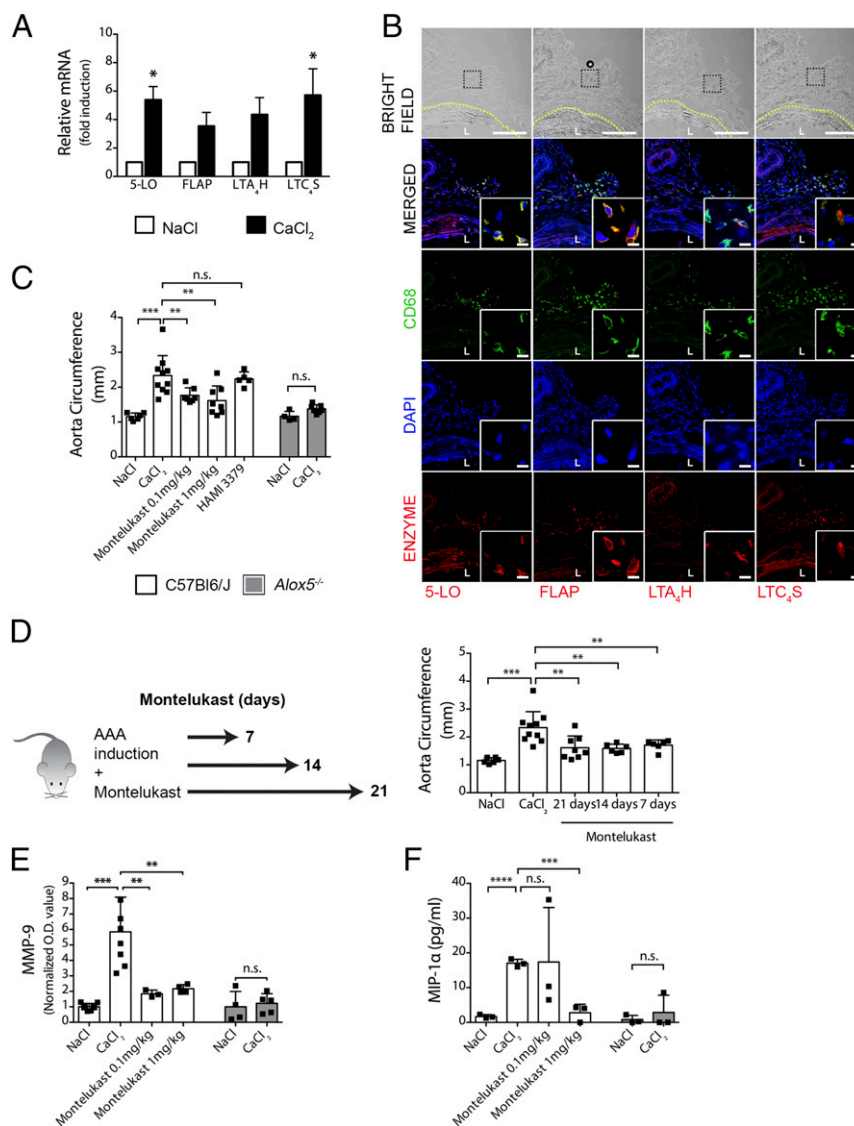 A
Relative mRNA
(fold induction)
8
6
4
2
0
*
*
5-LO FLAP LTA4H LTC4S
NaCl CaCl2
B
BRIGHT
FIELD
MERGED
CD68
DAPI
ENZYME
L L L L
L L L L
L L L L
L L L L
L L L L
5-LO FLAP LTA4H LTC4S
C
Aorta Circumference
(mm)
5
4
3
2
1
0
n.s.
**
*** **
n.s.
NaCl
CaCl2
Montelukast 0.1mg/kg
Montelukast 1mg/kg
HAMI 3379
NaCl
CaCl2
C57Bl6/J Alox5-/-
D
Montelukast (days)
AAA
induction
+
Montelukast
7
14
21
Aorta Circumference
(mm)
5
4
3
2
1
0
**
**
*** **
NaCl CaCl2 21 days 14 days 7 days
Montelukast
E
MMP-9
(Normalized O.D. value)
9
8
7
6
5
4
3
2
1
0
**
*** **
n.s.
NaCl
CaCl2
Montelukast 0.1mg/kg
Montelukast 1mg/kg
NaCl
CaCl2
F
MIP-1α (pg/ml)
40
30
20
10
0
***
**** n.s.
n.s.
NaCl
CaCl2
Montelukast 0.1mg/kg
Montelukast 1mg/kg
NaCl
CaCl2